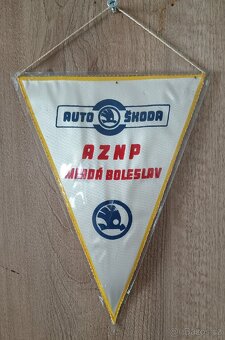 AUTO ŠKODA
AZNP
MLADÁ BOLESLAV